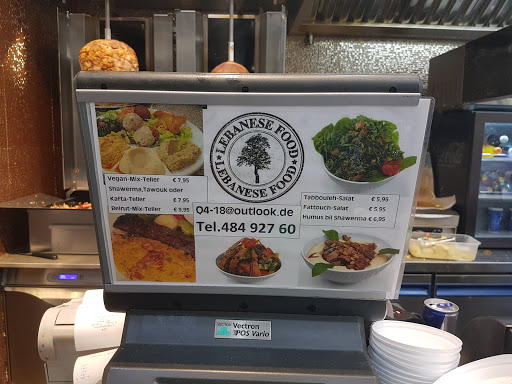 LEBANESE FOOD
LEBANESE FOOD
Vegan-Mix-Teller € 7,95
Shawerma,Tawouk oder
Kafta-Teller € 7,95
Beirut-Mix-Teller € 9,95
Q4-18@outlook.de
Tel.484 927 60
Tabbouleh-Salat € 5,95
Fattouch-Salat € 5,95
Humus bil Shawerma € 6,95
Vectron
POS Vario